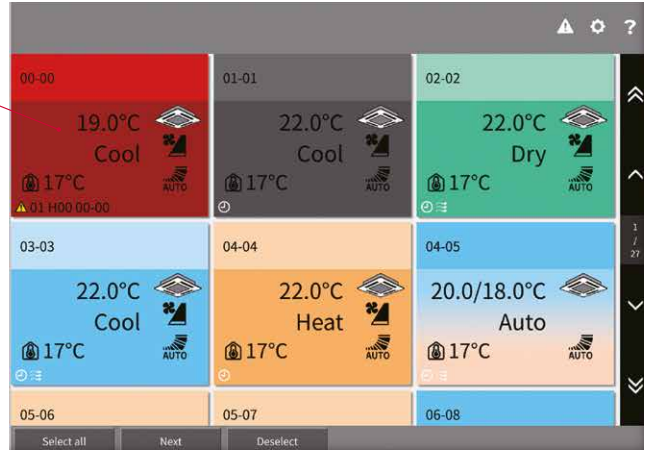 ?
00-00
01-01
02-02
19.0°C
Cool
17°C
AUTO
01 H00 00-00
22.0°C
Cool
17°C
AUTO
22.0°C
Dry
17°C
AUTO
1
/
27
03-03
04-04
04-05
22.0°C
Cool
17°C
AUTO
22.0°C
Heat
17°C
AUTO
20.0/18.0°C
Auto
17°C
AUTO
05-06
05-07
06-08
Select all
Next
Deselect